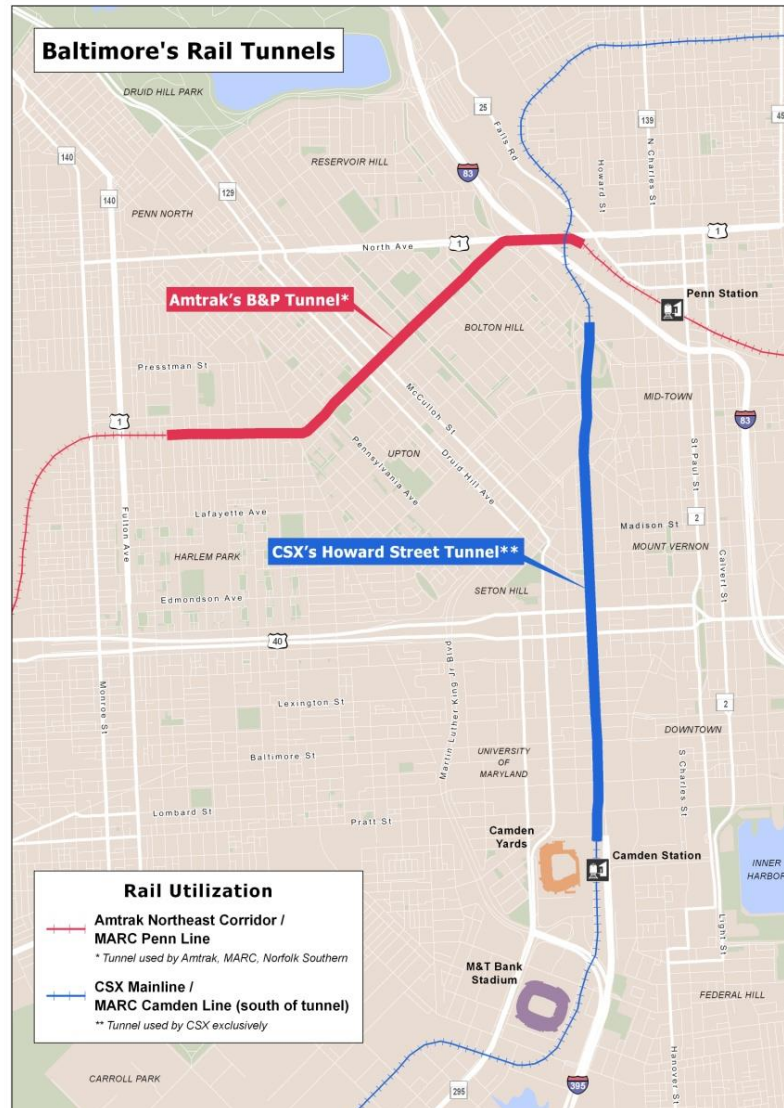 Baltimore's Rail Tunnels
DRUID HILL PARK
25
Falls Rd
139
N Charles St
45
140
RESERVOIR HILL
83
Howard St
140
129
PENN NORTH
1
1
North Ave
Amtrak's B&P Tunnel*
Penn Station
BOLTON HILL
Presstman St
McCulloh St
MID-TOWN
1
83
UPTON
Pennsylvania Ave
Druid Hill Ave
St Paul St
Fulton Ave
Lafayette Ave
2
Madison St
HARLEM PARK
CSX's Howard Street Tunnel**
MOUNT VERNON
Calvert St
SETON HILL
Edmondson Ave
40
Martin Luther King Jr Blvd
Monroe St
Lexington St
2
DOWNTOWN
Baltimore St
UNIVERSITY
OF
MARYLAND
S Charles St
Lombard St
Pratt St
Camden
Yards
Camden Station
INNER
HARBOR
Rail Utilization
Amtrak Northeast Corridor /
MARC Penn Line
* Tunnel used by Amtrak, MARC, Norfolk Southern
CSX Mainline /
MARC Camden Line (south of tunnel)
** Tunnel used by CSX exclusively
Light St
M&T Bank
Stadium
FEDERAL HILL
Hanover St
CARROLL PARK
295
395